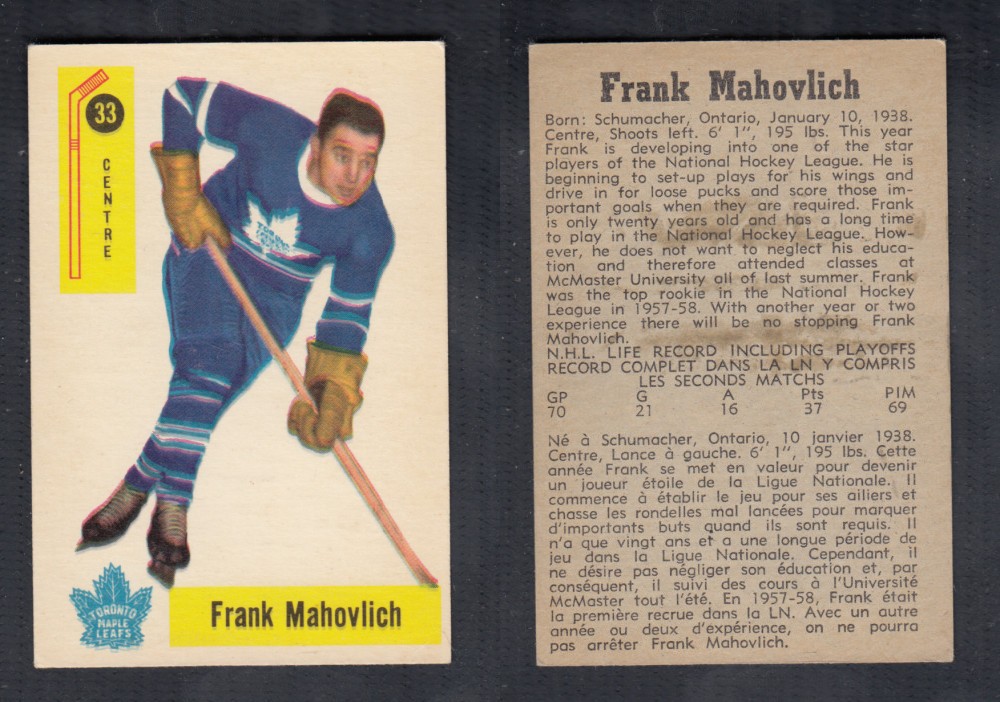 33
CENTRE
TORONTO
TORONTO
MAPLE
LEAFS
Frank Mahovlich
Frank Mahovlich
Born: Schumacher, Ontario, January 10, 1938.
Centre, Shoots left. 6' 1", 195 lbs. This year
Frank is developing into one of the star
players of the National Hockey League. He is
beginning to set-up plays for his wings and
drive in for loose pucks and score those im-
portant goals when they are required. Frank
is only twenty years old and has a long time
to play in the National Hockey League. How-
ever, he does not want to neglect his educa-
tion and therefore attended classes at
McMaster University all of last summer. Frank
was the top rookie in the National Hockey
League in 1957-58. With another year or two
experience there will be no stopping Frank
Mahovlich.
N.H.L. LIFE RECORD INCLUDING PLAYOFFS
RECORD COMPLET DANS LA LN Y COMPRIS
LES SECONDS MATCHS
GP G A Pts PIM
70 21 16 37 69
Né à Schumacher, Ontario, 10 janvier 1938.
Centre, Lance à gauche. 6' 1", 195 lbs. Cette
année Frank se met en valeur pour devenir
un joueur étoile de la Ligue Nationale. Il
commence à établir le jeu pour ses ailiers et
chasse les rondelles mal lancées pour marquer
d'importants buts quand ils sont requis. Il
n'a que vingt ans et a une longue période de
jeu dans la Ligue Nationale. Cependant, il
ne désire pas négliger son éducation et, par
conséquent, il suivi des cours à l'Université
McMaster tout l'été. En 1957-58, Frank était
la première recrue dans la LN. Avec un autre
année ou deux d'expérience, on ne pourra
pas arrêter Frank Mahovlich.